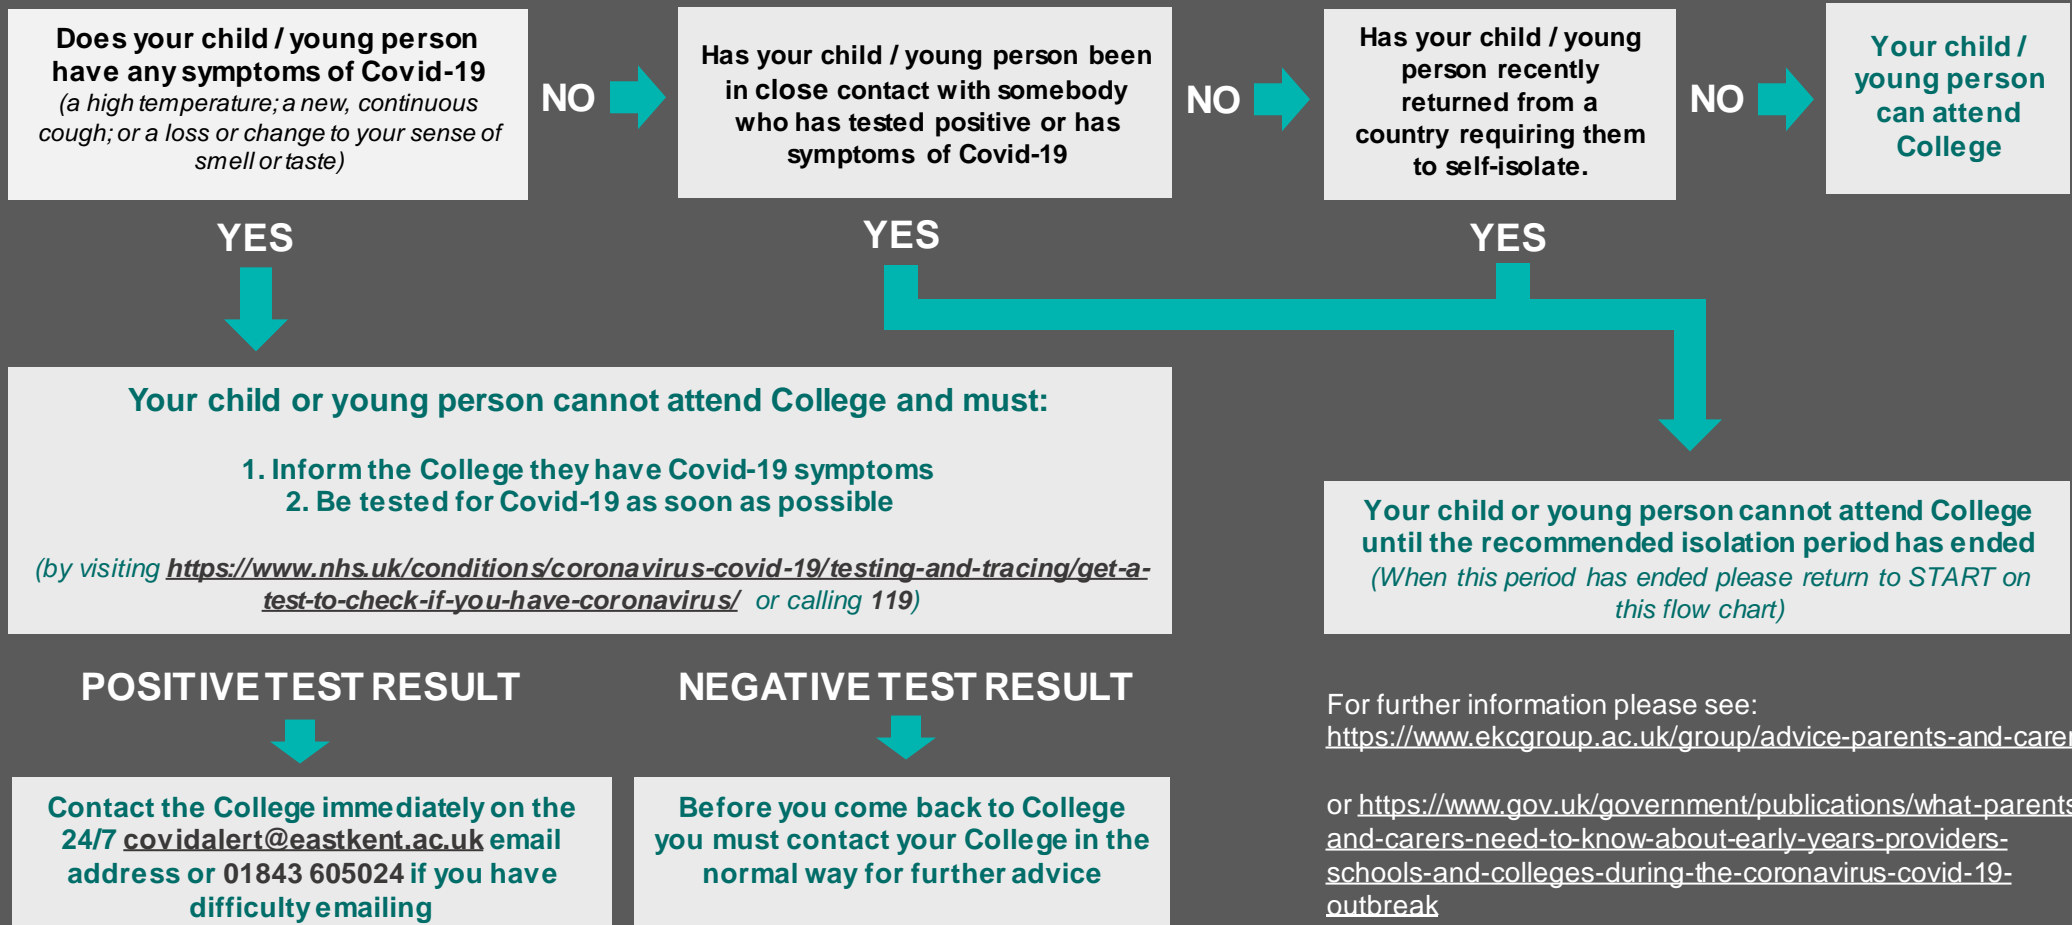 Does your child / young person
have any symptoms of Covid-19
(a high temperature; a new, continuous
cough; or a loss or change to your sense of
smell or taste)
NO
Has your child / young person been
in close contact with somebody
who has tested positive or has
symptoms of Covid-19
NO
Has your child / young
person recently
returned from a
country requiring them
to self-isolate.
NO
Your child /
young person
can attend
College
YES
YES
YES
Your child or young person cannot attend College and must:
1. Inform the College they have Covid-19 symptoms
2. Be tested for Covid-19 as soon as possible
(by visiting https://www.nhs.uk/conditions/coronavirus-covid-19/testing-and-tracing/get-a-
test-to-check-if-you-have-coronavirus/ or calling 119)
Your child or young person cannot attend College
until the recommended isolation period has ended
(When this period has ended please return to START on
this flow chart)
POSITIVE TEST RESULT
NEGATIVE TEST RESULT
Contact the College immediately on the
24/7 covidalert@eastkent.ac.uk email
address or 01843 605024 if you have
difficulty emailing
Before you come back to College
you must contact your College in the
normal way for further advice
For further information please see:
https://www.ekcgroup.ac.uk/group/advice-parents-and-carer
or https://www.gov.uk/government/publications/what-parents
and-carers-need-to-know-about-early-years-providers-
schools-and-colleges-during-the-coronavirus-covid-19-
outbreak